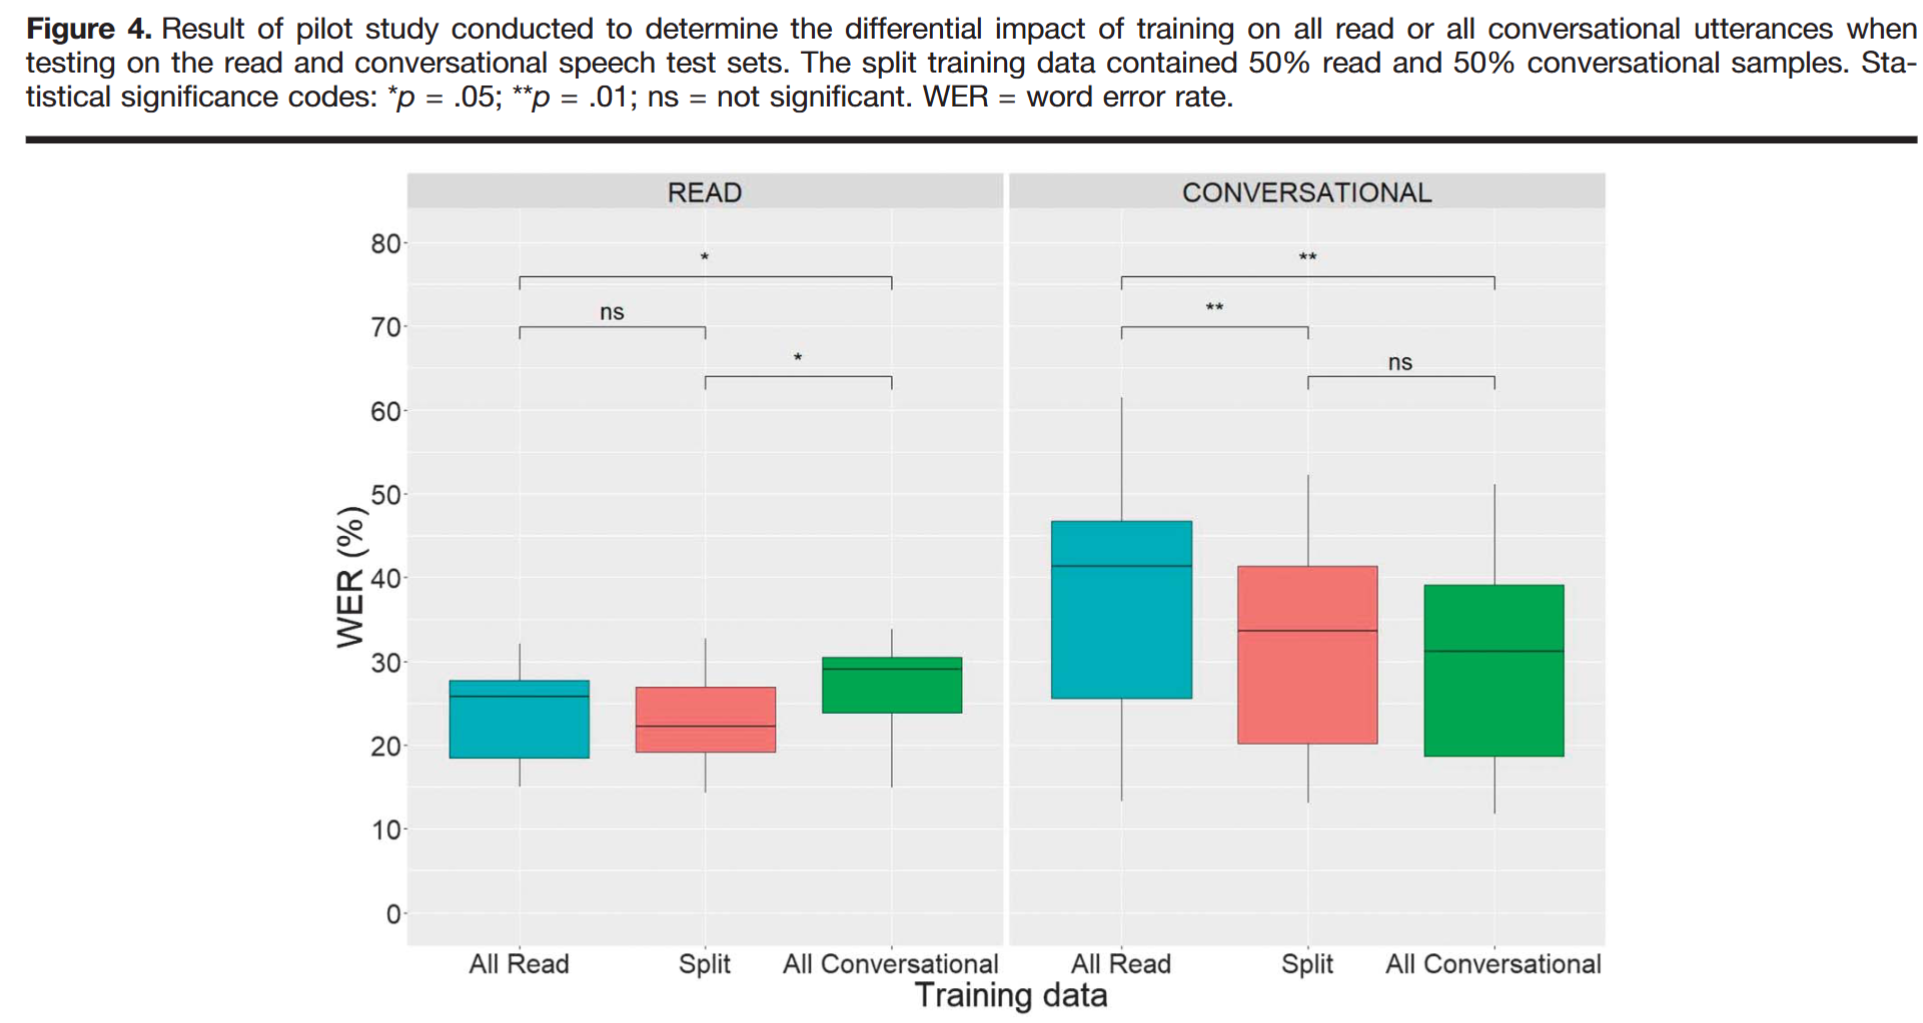 Figure 4. Result of pilot study conducted to determine the differential impact of training on all read or all conversational utterances when
testing on the read and conversational speech test sets. The split training data contained 50% read and 50% conversational samples. Sta-
tistical significance codes: *p = .05; **p = .01; ns = not significant. WER = word error rate.
READ
CONVERSATIONAL
80
70
60
50
40
30
20
10
0
WER (%)
*
ns
*
**
**
ns
All Read
Split
All Conversational
All Read
Split
All Conversational
Training data